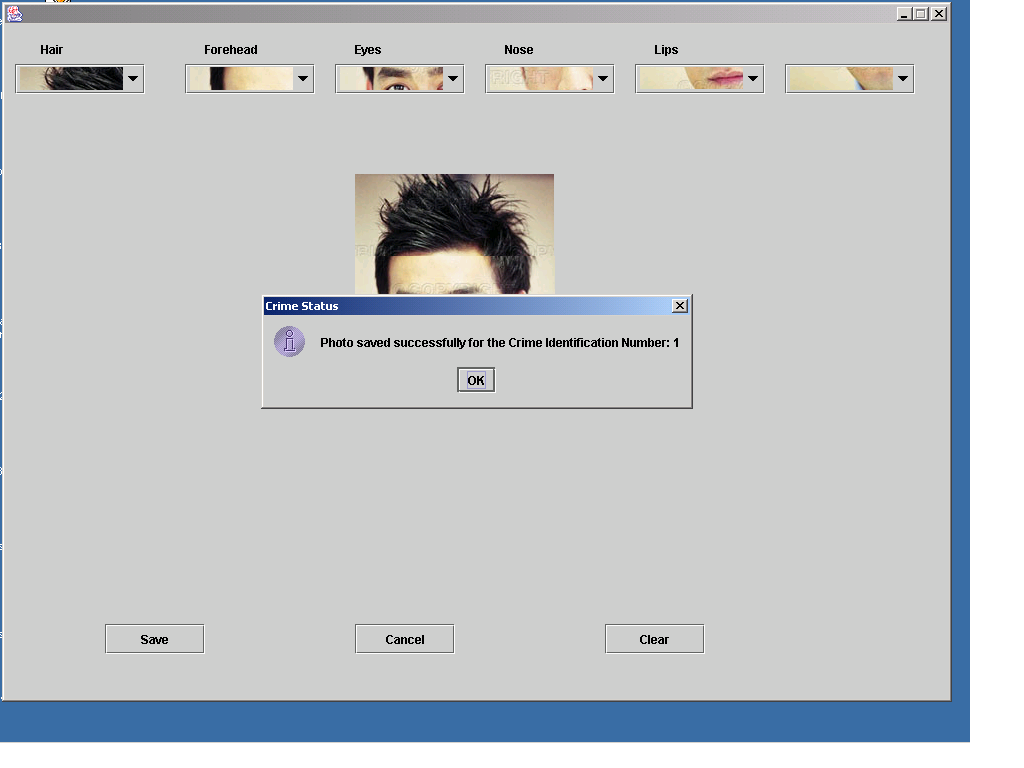 Hair Forehead Eyes Nose Lips
RIGHT
Crime Status
Photo saved successfully for the Crime Identification Number: 1
OK
Save Cancel Clear